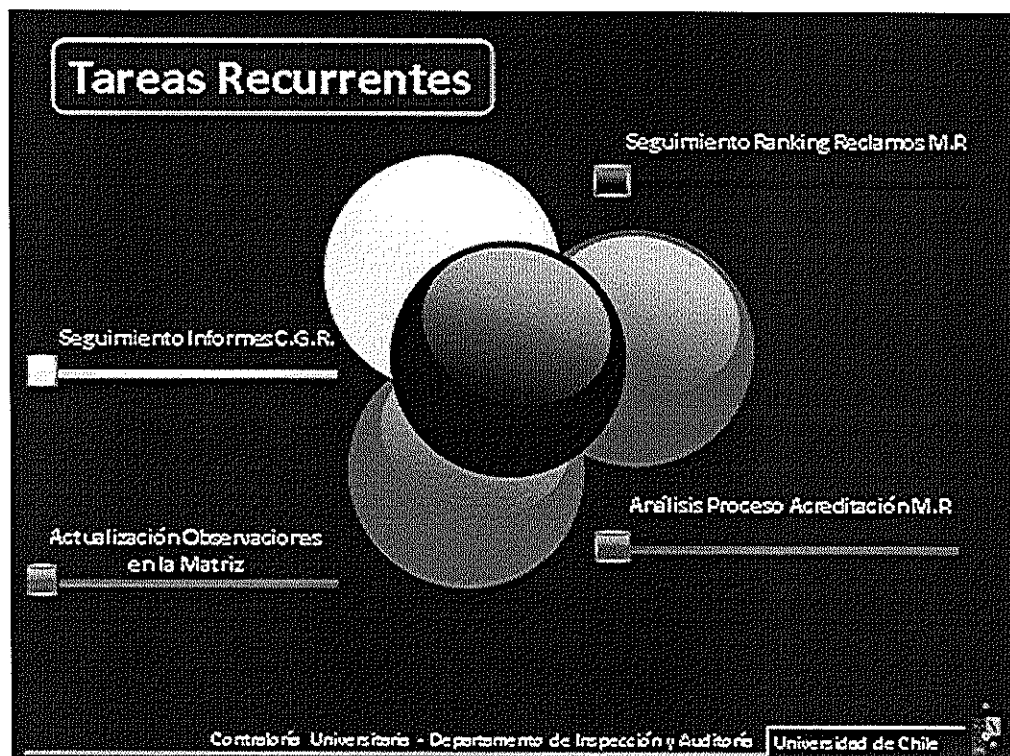 Tareas Recurrentes
Seguimiento Ranking Reclamos M.P
Seguimiento Informes C.G.R.
Análisis Proceso Acreditación M.P
Actualización Observaciones
en la Matriz
Contraloría Universitaria - Departamento de Inspección y Auditoría
Universidad de Chile